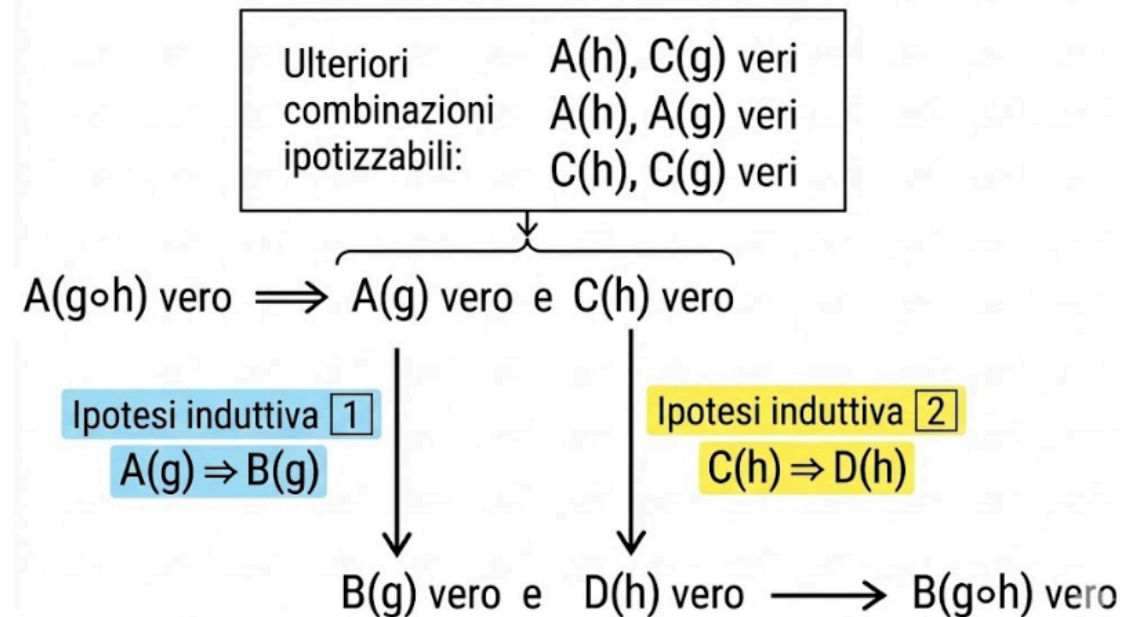 Ulteriori
combinazioni
ipotizzabili:
A(h), C(g) veri
A(h), A(g) veri
C(h), C(g) veri
A(g∘h) vero ⟹ A(g) vero e C(h) vero
Ipotesi induttiva 1
A(g) ⇒ B(g)
Ipotesi induttiva 2
C(h) ⇒ D(h)
B(g) vero e D(h) vero ⟶ B(g∘h) vero